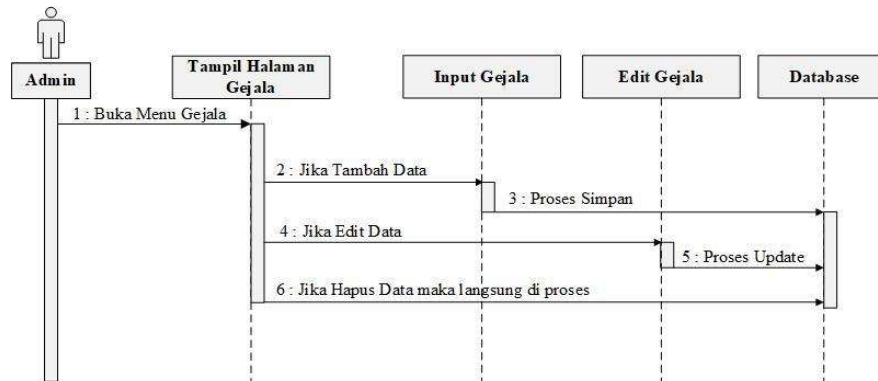 Admin
Tampil Halaman
Gejala
Input Gejala
Edit Gejala
Database
1 : Buka Menu Gejala
2 : Jika Tambah Data
3 : Proses Simpan
4 : Jika Edit Data
5 : Proses Update
6 : Jika Hapus Data maka langsung di proses